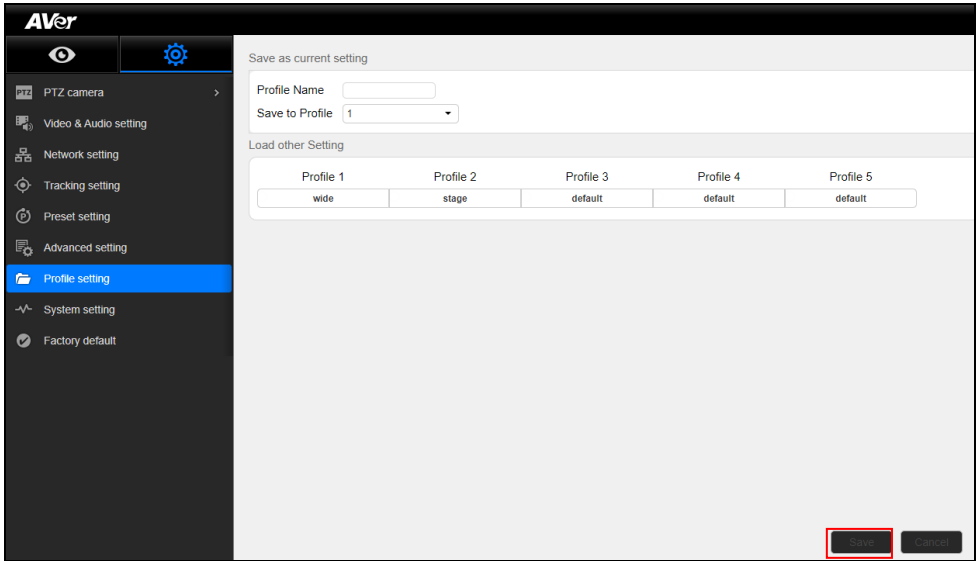 AVer
PTZ PTZ camera
Video & Audio setting
Network setting
Tracking setting
Preset setting
Advanced setting
Profile setting
System setting
Factory default
Save as current setting
Profile Name
Save to Profile 1
Load other Setting
Profile 1 Profile 2 Profile 3 Profile 4 Profile 5
wide stage default default default
Save Cancel